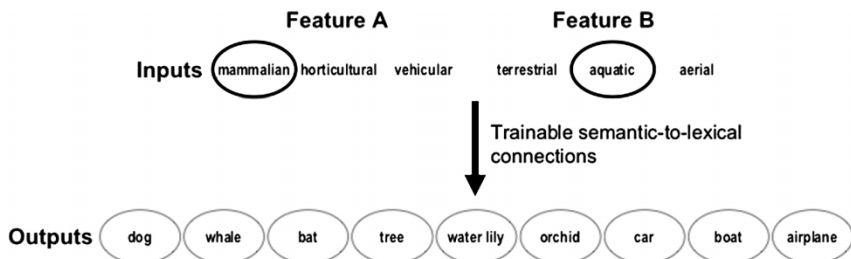 Feature A Feature B
Inputs mammalian horticultural vehicular terrestrial aquatic aerial
Trainable semantic-to-lexical
connections
Outputs dog whale bat tree water lily orchid car boat airplane